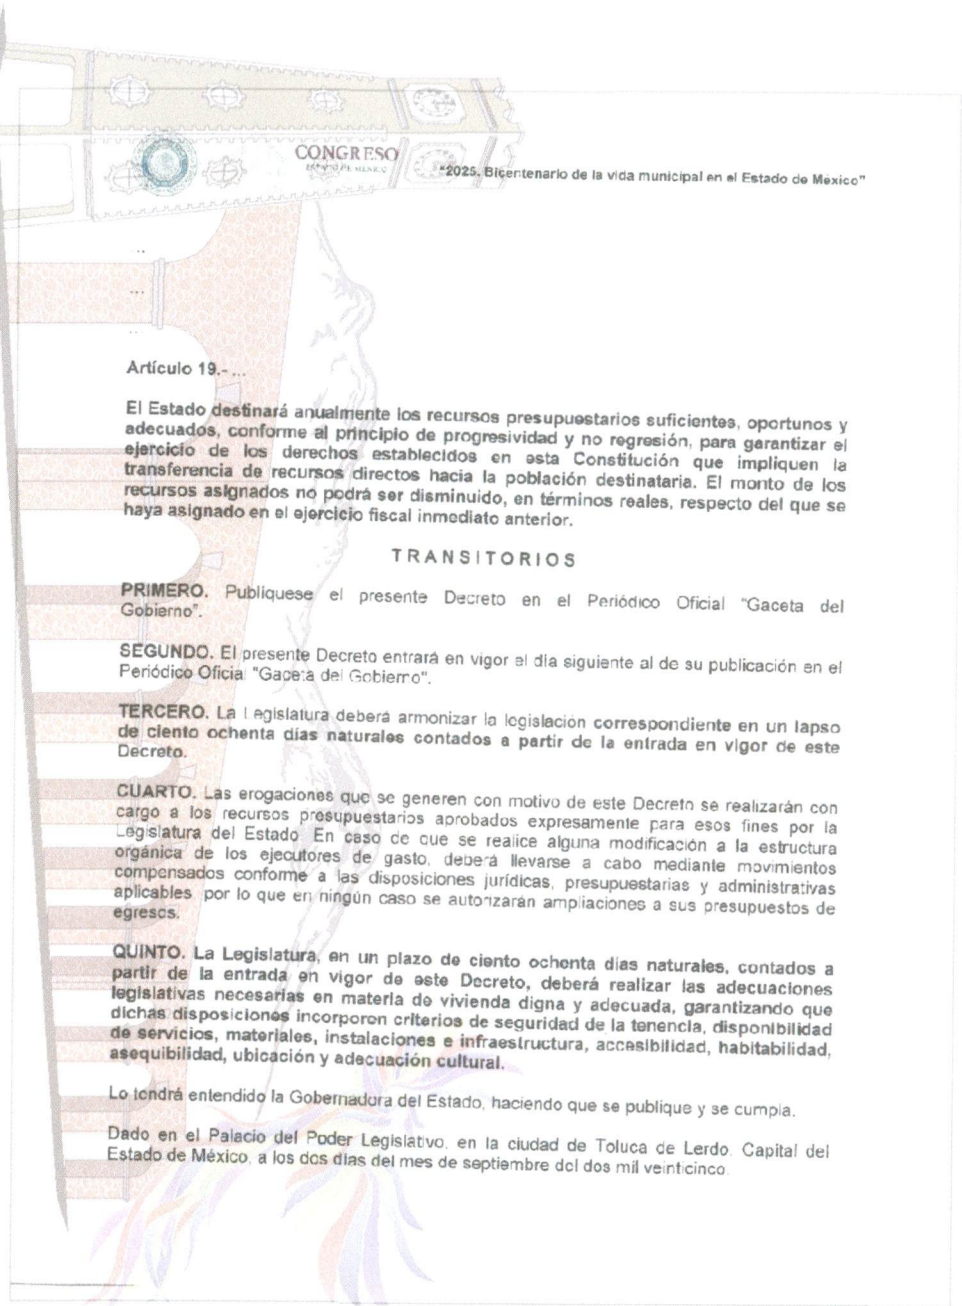 CONGRESO
ESTADO DE MÉXICO
"2025. Bicentenario de la vida municipal en el Estado de México"
...
...
...
Artículo 19.- ...
El Estado destinará anualmente los recursos presupuestarios suficientes, oportunos y
adecuados, conforme al principio de progresividad y no regresión, para garantizar el
ejercicio de los derechos establecidos en esta Constitución que impliquen la
transferencia de recursos directos hacia la población destinataria. El monto de los
recursos asignados no podrá ser disminuido, en términos reales, respecto del que se
haya asignado en el ejercicio fiscal inmediato anterior.
TRANSITORIOS
PRIMERO. Publíquese el presente Decreto en el Periódico Oficial "Gaceta del
Gobierno".
SEGUNDO. El presente Decreto entrará en vigor el día siguiente al de su publicación en el
Periódico Oficial "Gaceta del Gobierno".
TERCERO. La Legislatura deberá armonizar la legislación correspondiente en un lapso
de ciento ochenta días naturales contados a partir de la entrada en vigor de este
Decreto.
CUARTO. Las erogaciones que se generen con motivo de este Decreto se realizarán con
cargo a los recursos presupuestarios aprobados expresamente para esos fines por la
Legislatura del Estado. En caso de que se realice alguna modificación a la estructura
orgánica de los ejecutores de gasto, deberá llevarse a cabo mediante movimientos
compensados conforme a las disposiciones jurídicas, presupuestarias y administrativas
aplicables por lo que en ningún caso se autorizarán ampliaciones a sus presupuestos de
egresos.
QUINTO. La Legislatura, en un plazo de ciento ochenta días naturales, contados a
partir de la entrada en vigor de este Decreto, deberá realizar las adecuaciones
legislativas necesarias en materia de vivienda digna y adecuada, garantizando que
dichas disposiciones incorporen criterios de seguridad de la tenencia, disponibilidad
de servicios, materiales, instalaciones e infraestructura, accesibilidad, habitabilidad,
asequibilidad, ubicación y adecuación cultural.
Lo tendrá entendido la Gobernadora del Estado, haciendo que se publique y se cumpla.
Dado en el Palacio del Poder Legislativo, en la ciudad de Toluca de Lerdo. Capital del
Estado de México, a los dos días del mes de septiembre del dos mil veinticinco.